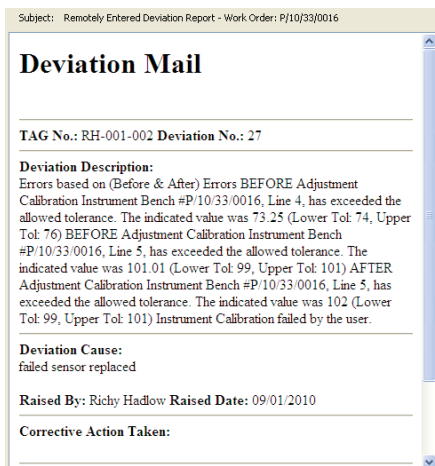 Subject: Remotely Entered Deviation Report - Work Order: P/10/33/0016
Deviation Mail
TAG No.: RH-001-002 Deviation No.: 27
Deviation Description:
Errors based on (Before & After) Errors BEFORE Adjustment
Calibration Instrument Bench #P/10/33/0016, Line 4, has exceeded the
allowed tolerance. The indicated value was 73.25 (Lower Tol: 74, Upper
Tol: 76) BEFORE Adjustment Calibration Instrument Bench
#P/10/33/0016, Line 5, has exceeded the allowed tolerance. The
indicated value was 101.01 (Lower Tol: 99, Upper Tol: 101) AFTER
Adjustment Calibration Instrument Bench #P/10/33/0016, Line 5, has
exceeded the allowed tolerance. The indicated value was 102 (Lower
Tol: 99, Upper Tol: 101) Instrument Calibration failed by the user.
Deviation Cause:
failed sensor replaced
Raised By: Richy Hadlow Raised Date: 09/01/2010
Corrective Action Taken: